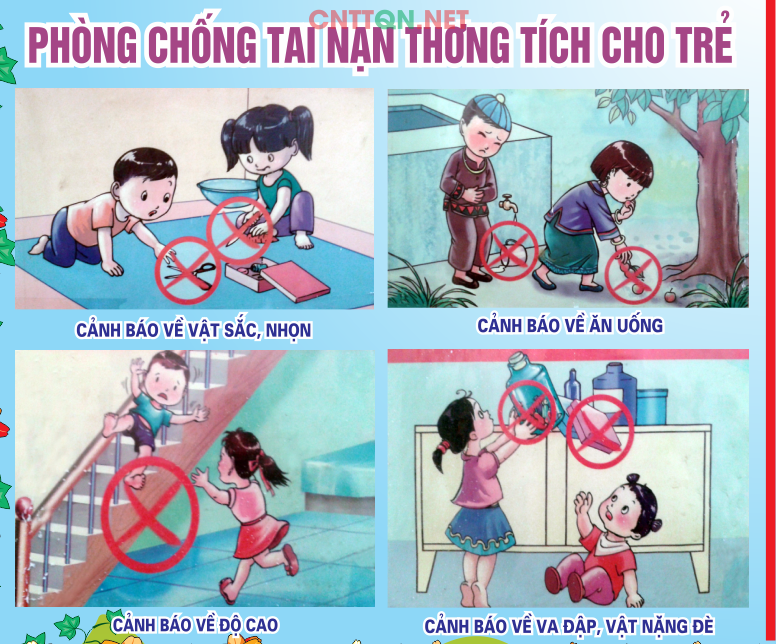 CNTTQN.NET
PHÒNG CHỐNG TAI NẠN THƠNG TÍCH CHO TRẺ
CẢNH BÁO VỀ VẬT SẮC, NHỌN
CẢNH BÁO VỀ ĂN UỐNG
CẢNH BÁO VỀ ĐỘ CAO
CẢNH BÁO VỀ VA ĐẬP, VẬT NẶNG ĐÈ